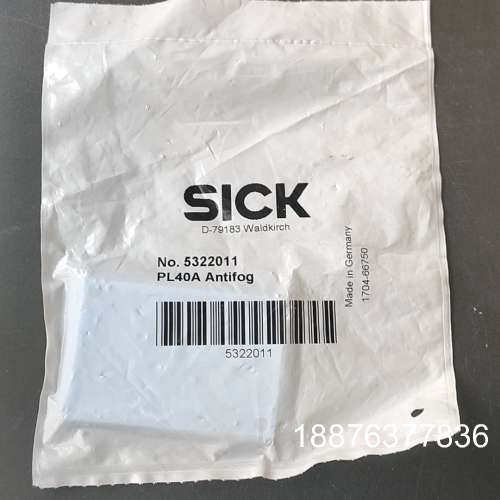 SICK
D-79183 Waldkirch
No. 5322011
PL40A Antifog
5322011
Made in Germany
1704-66750
18876377836